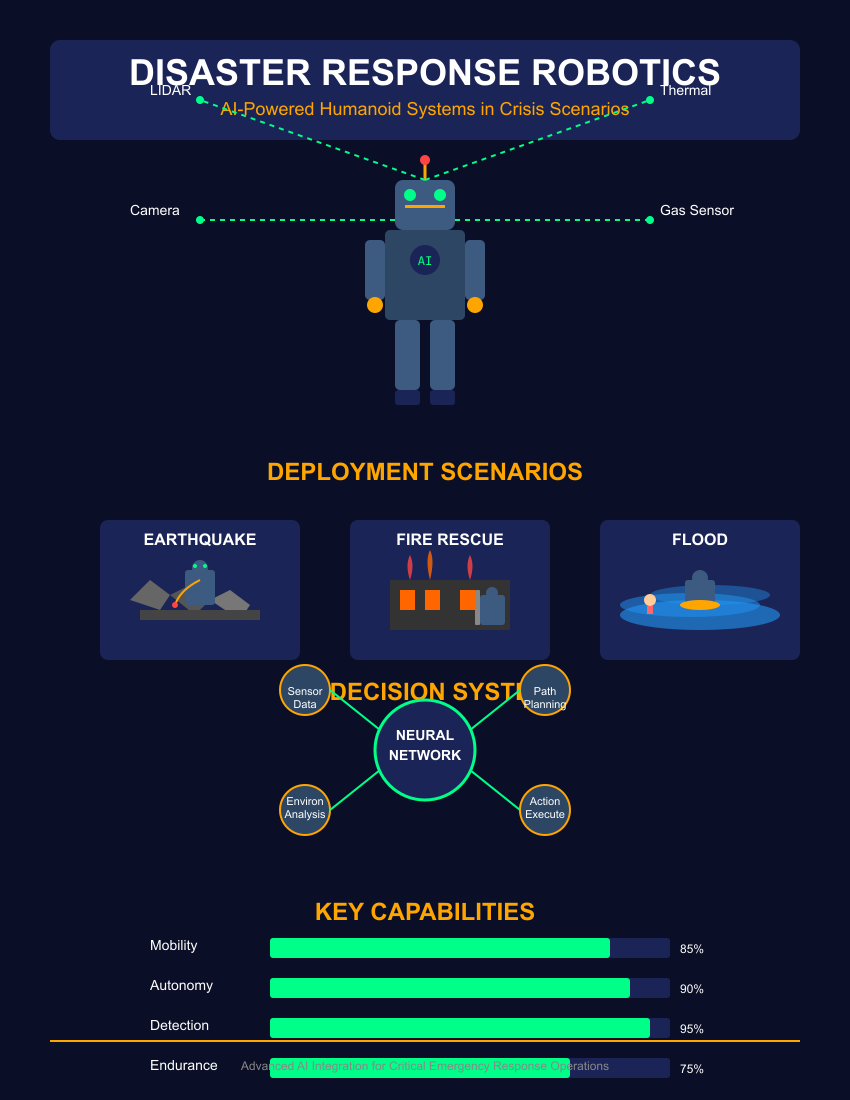 DISASTER RESPONSE ROBOTICS
LIDAR
Thermal
AI-Powered Humanoid Systems in Crisis Scenarios
Camera
Gas Sensor
AI
DEPLOYMENT SCENARIOS
EARTHQUAKE
FIRE RESCUE
FLOOD
DECISION
Sensor
Data
Path
Planning
NEURAL
NETWORK
Environ
Analysis
Action
Execute
KEY CAPABILITIES
Mobility
85%
Autonomy
90%
Detection
95%
Endurance
75%
Advanced AI Integration for Critical Emergency Response Operations